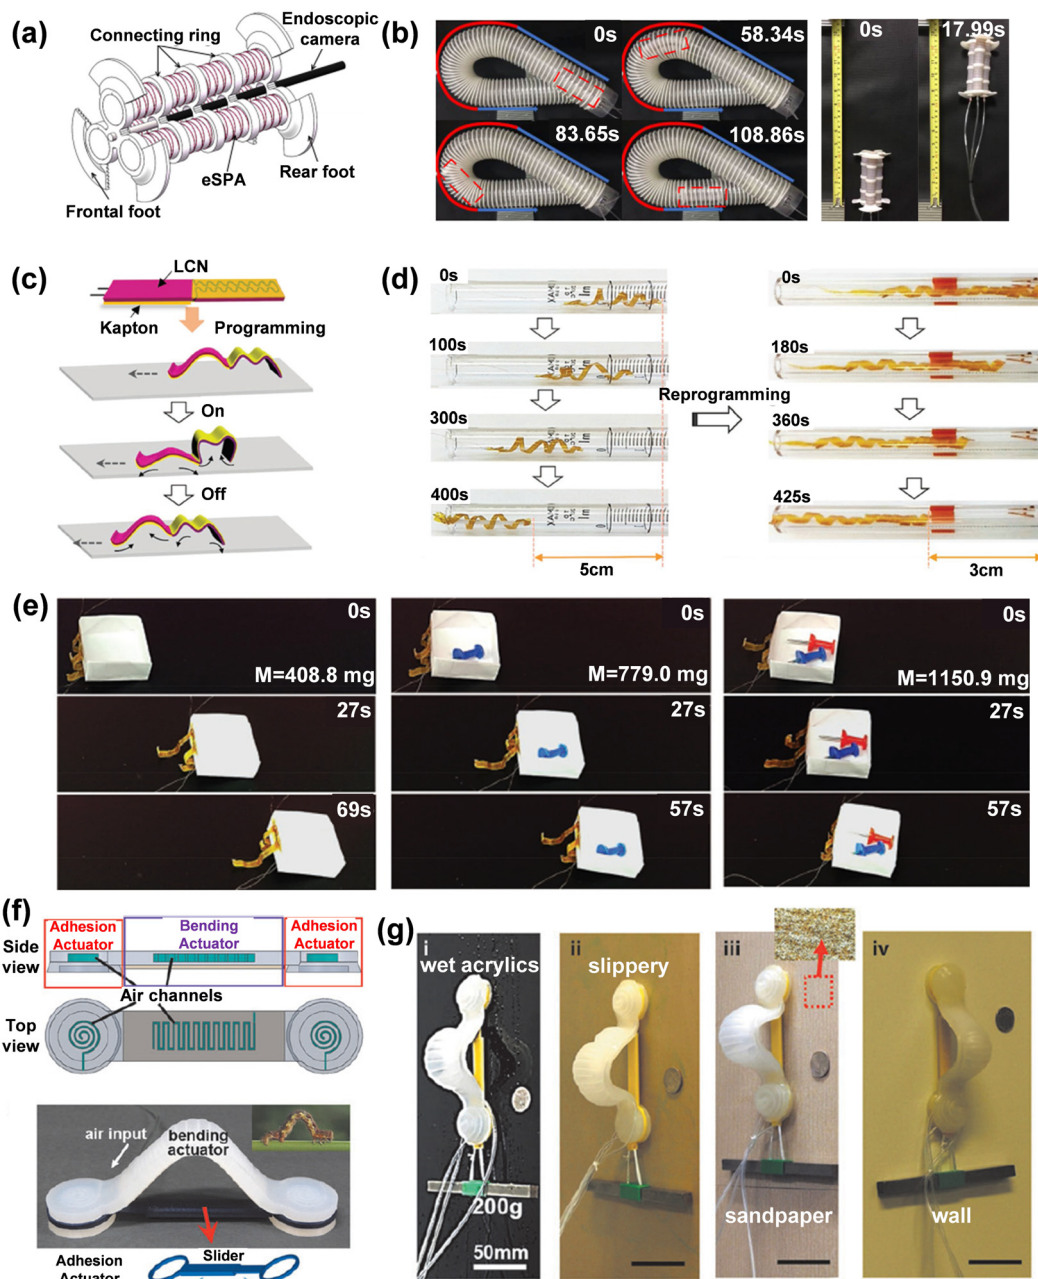 (a)
Connecting ring
Endoscopic
camera
eSPA
Rear foot
Frontal foot
(b)
0s
58.34s
83.65s
108.86s
0s
17.99s
(c)
LCN
Kapton
Programming
On
Off
(d)
0s
100s
300s
400s
5cm
Reprogramming
0s
180s
360s
425s
3cm
(e)
0s
M=408.8 mg
27s
69s
0s
M=779.0 mg
27s
57s
0s
M=1150.9 mg
27s
57s
(f)
Adhesion
Actuator
Bending
Actuator
Adhesion
Actuator
Side
view
Air channels
Top
view
air input
bending
actuator
Slider
Adhesion
Actuator
(g)
i
wet acrylics
200g
50mm
ii
slippery
iii
sandpaper
iv
wall